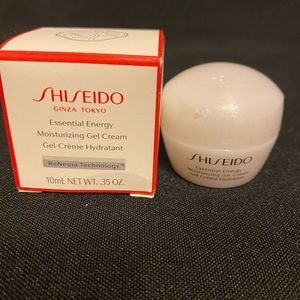 SHISEIDO
GINZA TOKYO
Essential Energy
Moisturizing Gel Cream
Gel-Crème Hydratant
ReNeura Technology™
10mL NET WT. .35 OZ.
SHISEIDO
Essential Energy
Moisturizing Gel Cream
Gel-Crème Hydratant